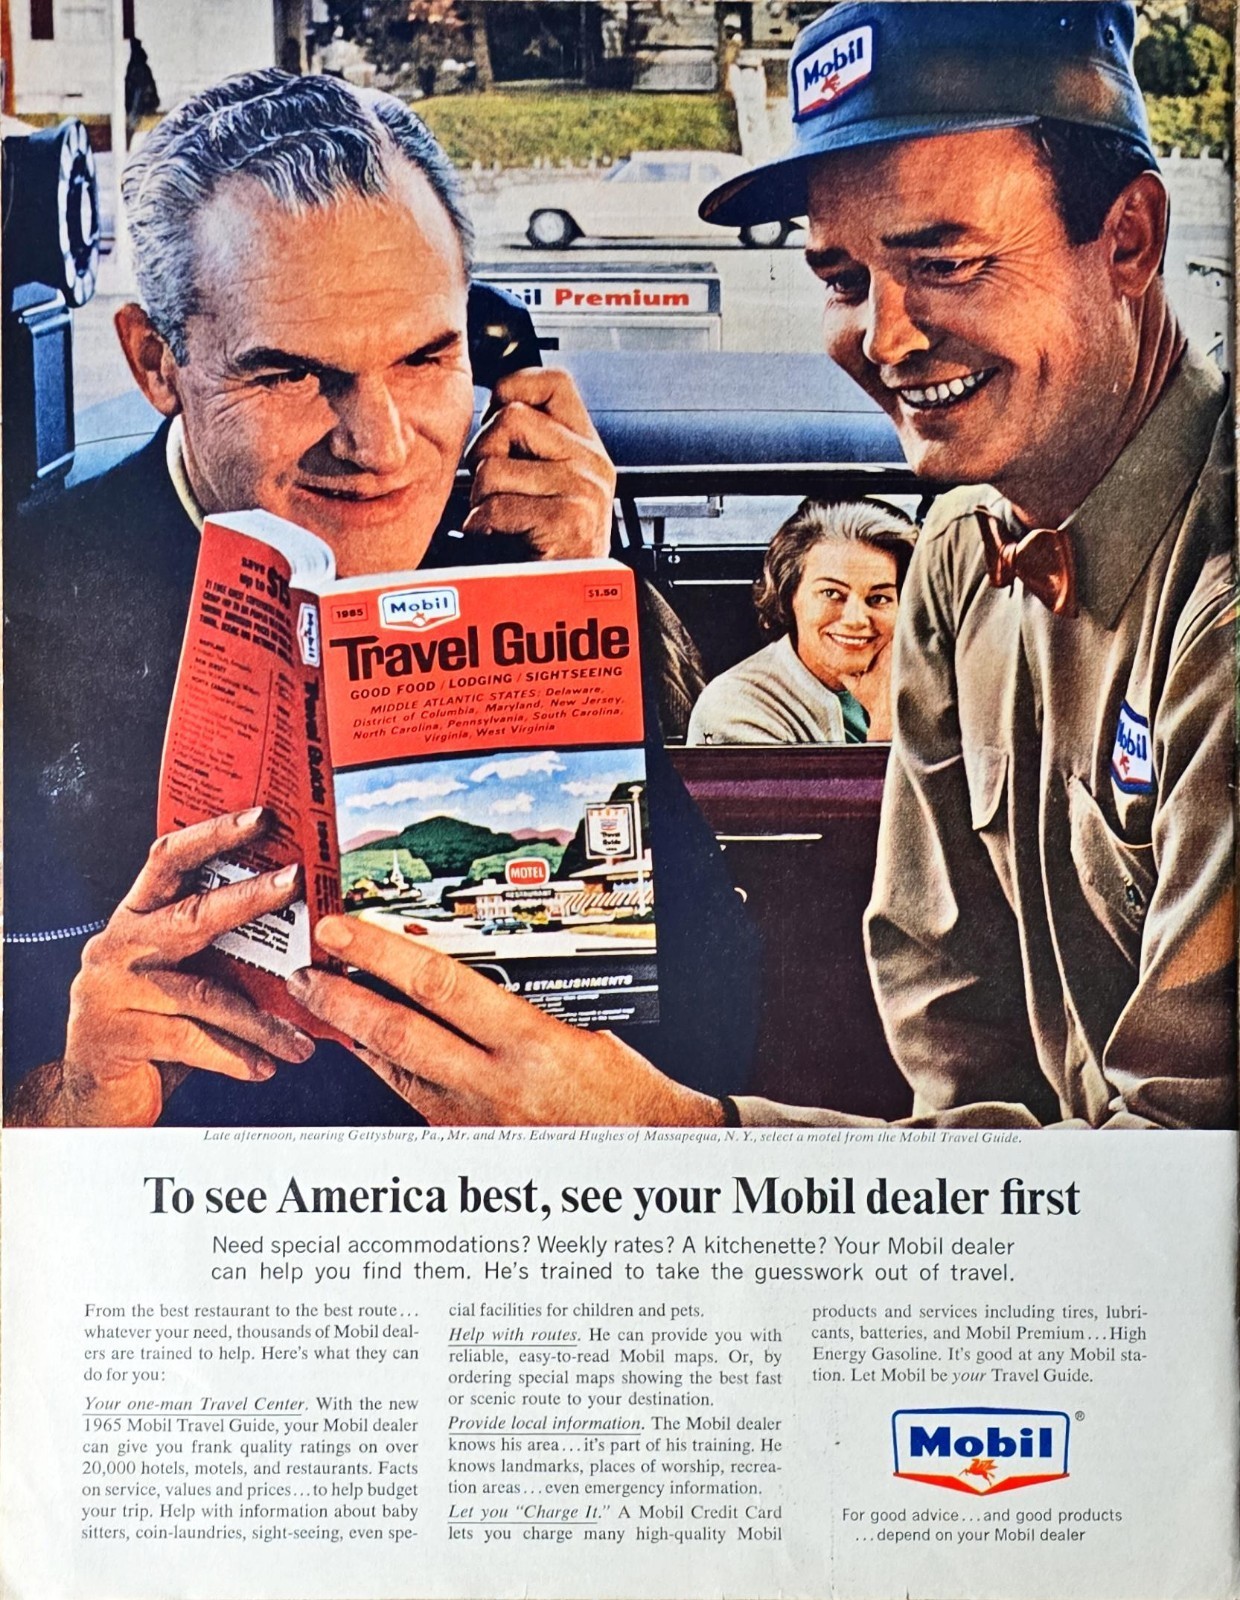 Mobil
il Premium
save
up to $25
1965
Mobil
$1.50
Travel Guide
GOOD FOOD / LODGING / SIGHTSEEING
MIDDLE ATLANTIC STATES: Delaware,
District of Columbia, Maryland, New Jersey,
North Carolina, Pennsylvania, South Carolina,
Virginia, West Virginia
Mobil
Travel Guide
1965
Travel
Guide
MOTEL
RESTAURANT
ESTABLISHMENTS
Mobil
Late afternoon, nearing Gettysburg, Pa., Mr. and Mrs. Edward Hughes of Massapequa, N. Y., select a motel from the Mobil Travel Guide.
To see America best, see your Mobil dealer first
Need special accommodations? Weekly rates? A kitchenette? Your Mobil dealer
can help you find them. He's trained to take the guesswork out of travel.
From the best restaurant to the best route...
whatever your need, thousands of Mobil deal-
ers are trained to help. Here's what they can
do for you:
Your one-man Travel Center. With the new
1965 Mobil Travel Guide, your Mobil dealer
can give you frank quality ratings on over
20,000 hotels, motels, and restaurants. Facts
on service, values and prices...to help budget
your trip. Help with information about baby
sitters, coin-laundries, sight-seeing, even spe-
cial facilities for children and pets.
Help with routes. He can provide you with
reliable, easy-to-read Mobil maps. Or, by
ordering special maps showing the best fast
or scenic route to your destination.
Provide local information. The Mobil dealer
knows his area...it's part of his training. He
knows landmarks, places of worship, recrea-
tion areas...even emergency information.
Let you "Charge It." A Mobil Credit Card
lets you charge many high-quality Mobil
products and services including tires, lubri-
cants, batteries, and Mobil Premium...High
Energy Gasoline. It's good at any Mobil sta-
tion. Let Mobil be your Travel Guide.
Mobil ®
For good advice...and good products
...depend on your Mobil dealer